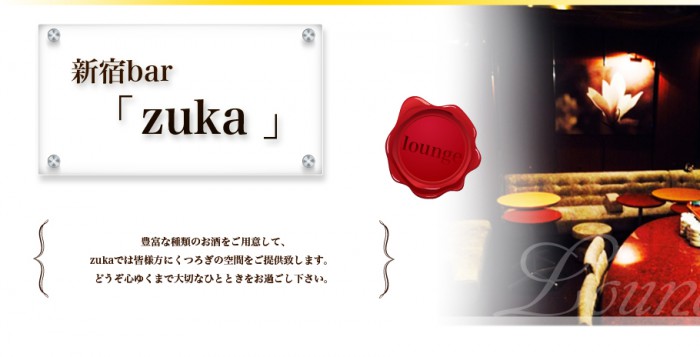 新宿bar
「 zuka 」
lounge
豊富な種類のお酒をご用意して、
zukaでは皆様方にくつろぎの空間をご提供致します。
どうぞ心ゆくまで大切なひとときをお過ごし下さい。
Loun